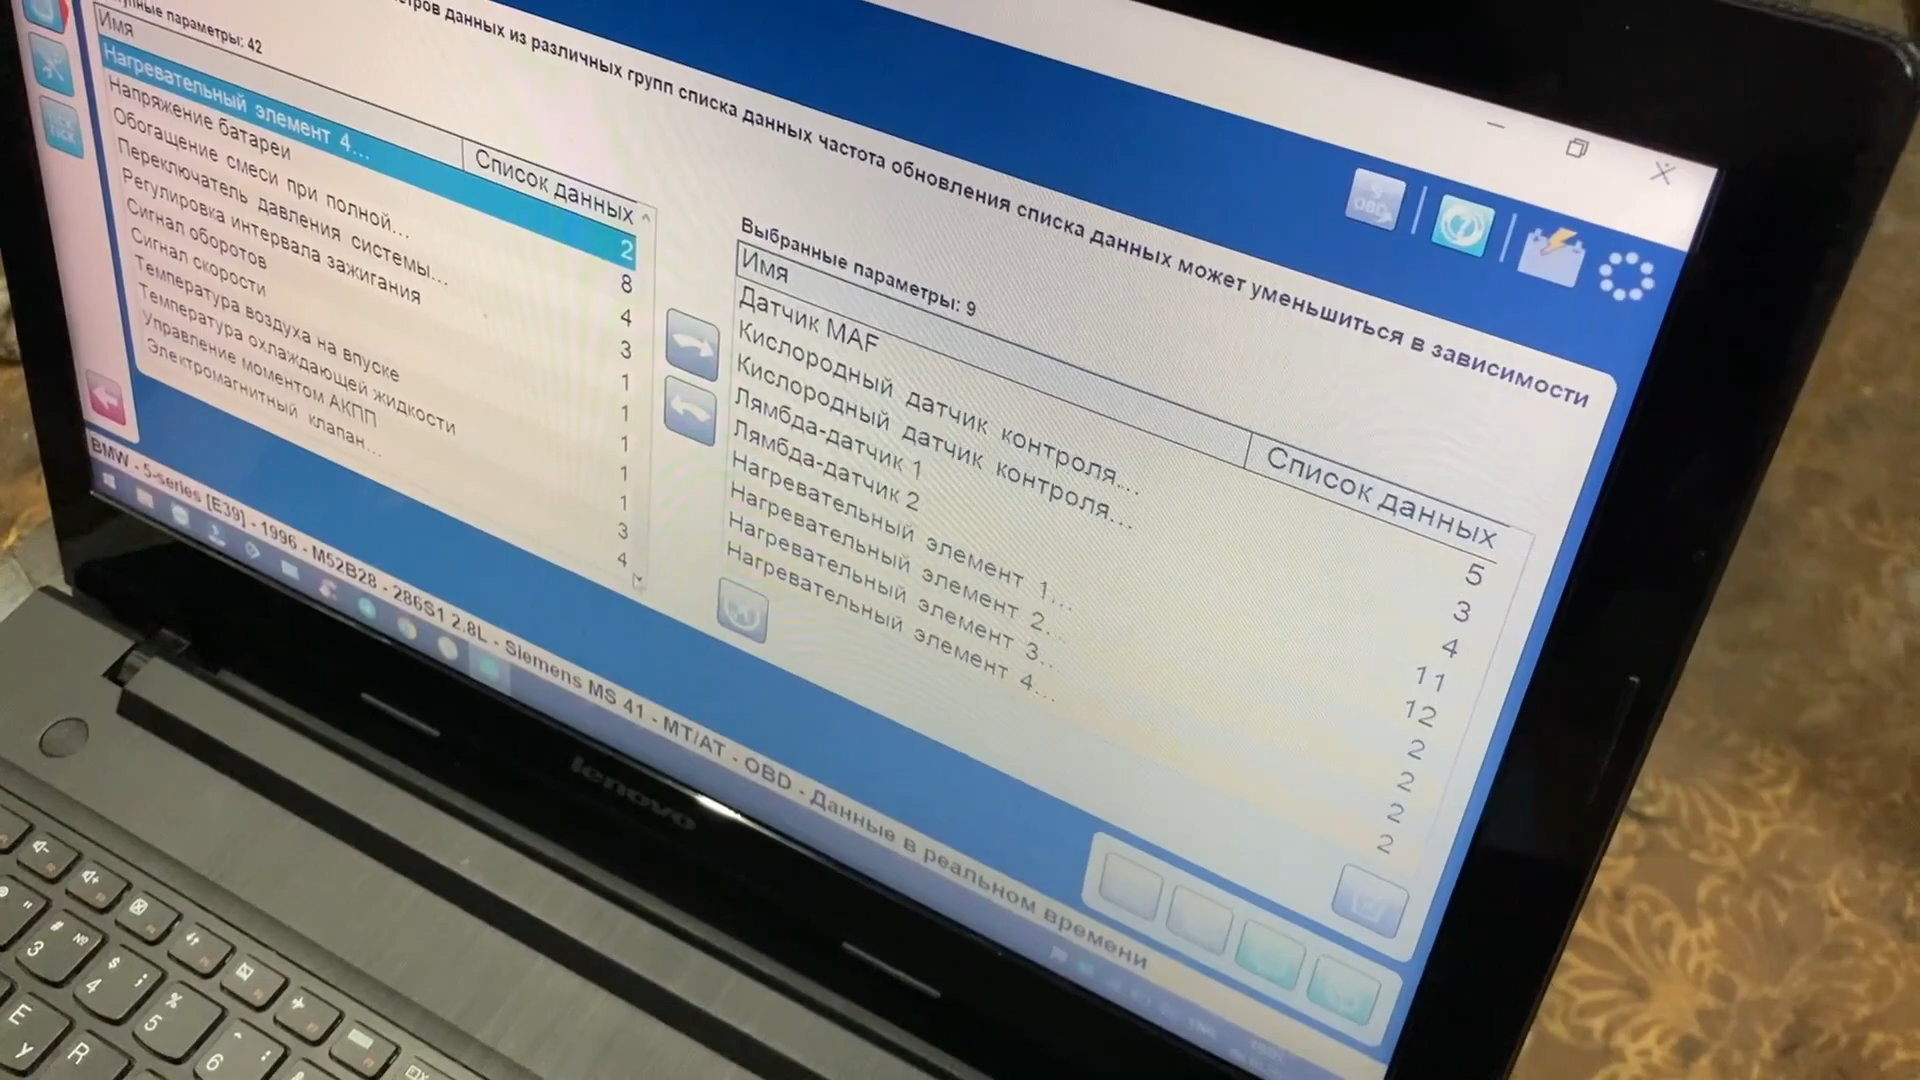 данных из различных групп списка данных частота обновления списка данных может уменьшиться в зависимости
параметры: 42
Имя
Список данных
Нагревательный элемент 4... 2
Напряжение батареи 8
Обогащение смеси при полной... 4
Переключатель давления системы... 3
Регулировка интервала зажигания 1
Сигнал оборотов 1
Сигнал скорости 1
Температура воздуха на впуске 1
Температура охлаждающей жидкости 1
Управление моментом АКПП 3
Электромагнитный клапан... 4
OBD
Выбранные параметры: 9
Имя
Список данных
Датчик MAF 5
Кислородный датчик контроля... 3
Кислородный датчик контроля... 4
Лямбда-датчик 1 11
Лямбда-датчик 2 12
Нагревательный элемент 1... 2
Нагревательный элемент 2... 2
Нагревательный элемент 3... 2
Нагревательный элемент 4... 2
BMW - 5-series [E39] - 1996 - M52B28 - 286S1 2.8L - Siemens MS 41 - MT/AT - OBD - Данные в реальном времени
lenovo
3
4
5
6
E
R